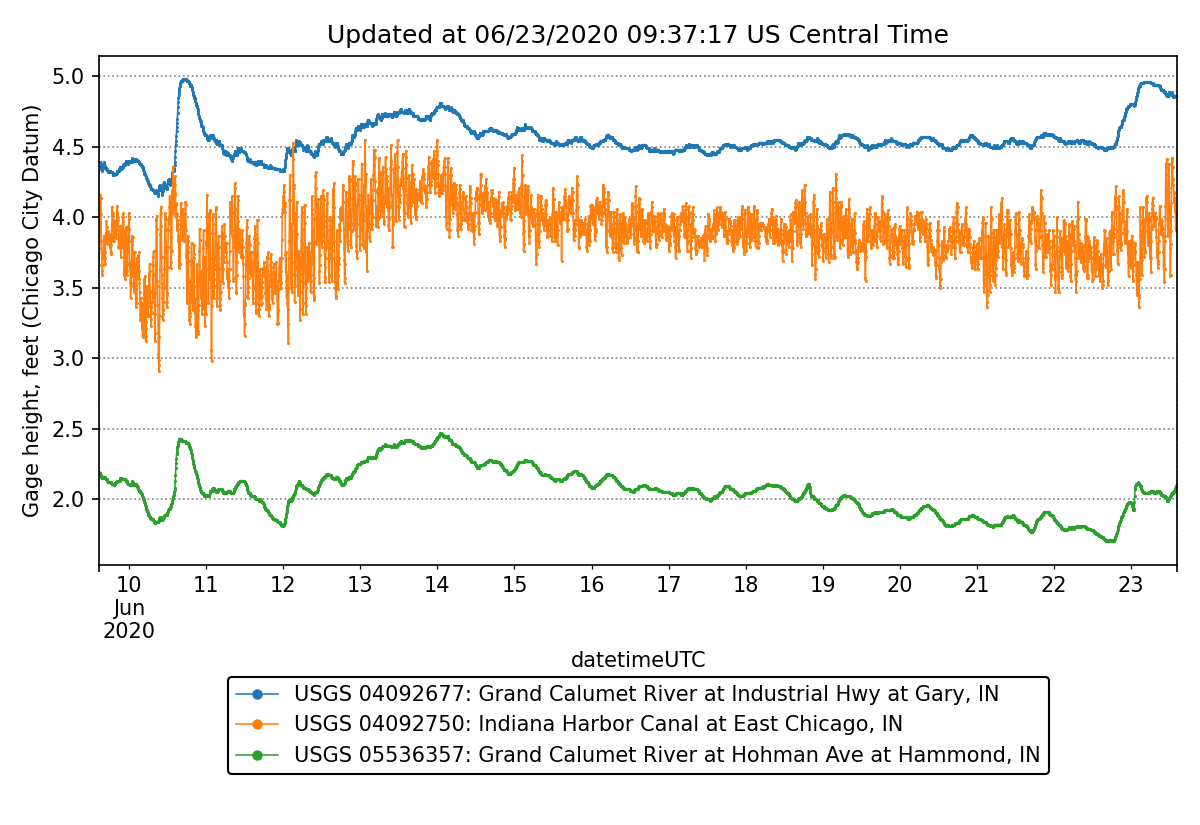 Updated at 06/23/2020 09:37:17 US Central Time
Gage height, feet (Chicago City Datum)
5.0
4.5
4.0
3.5
3.0
2.5
2.0
10 11 12 13 14 15 16 17 18 19 20 21 22 23
Jun
2020
datetimeUTC
USGS 04092677: Grand Calumet River at Industrial Hwy at Gary, IN
USGS 04092750: Indiana Harbor Canal at East Chicago, IN
USGS 05536357: Grand Calumet River at Hohman Ave at Hammond, IN